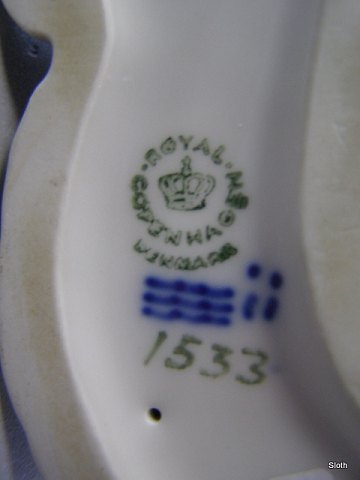 ROYAL
COPENHAGEN
DENMARK
1533
Sloth